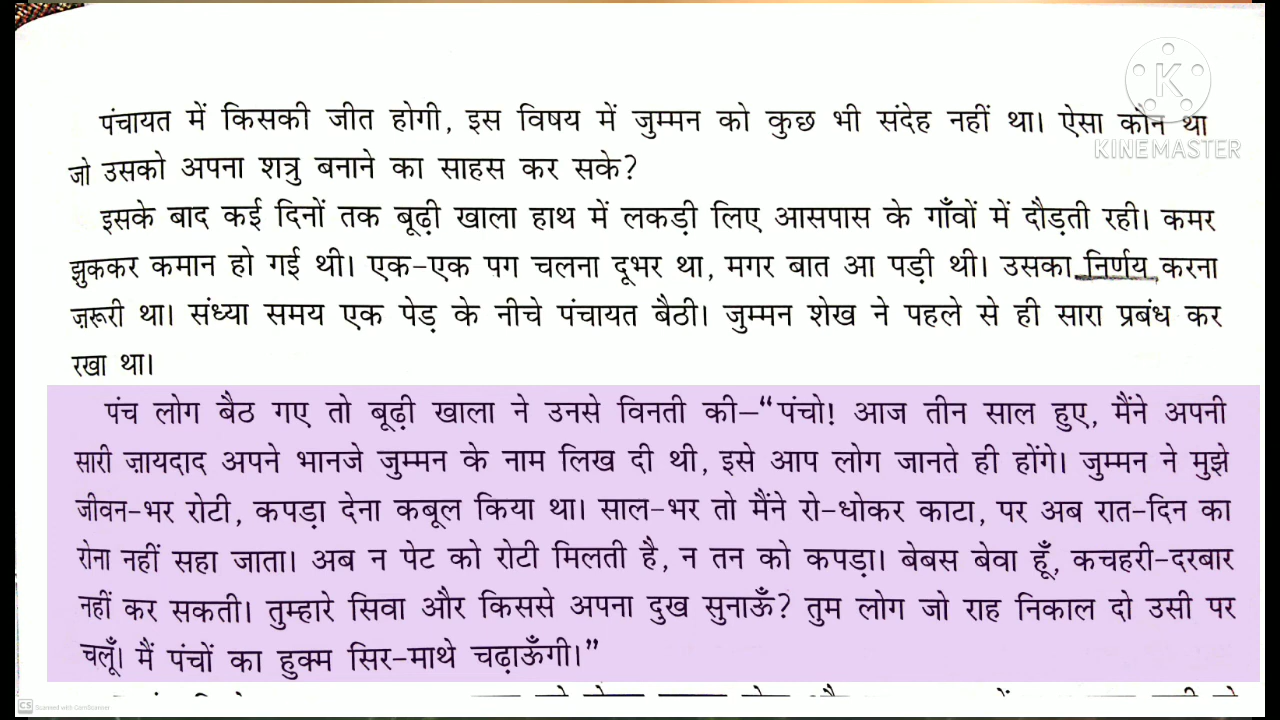 पंचायत में किसकी जीत होगी, इस विषय में जुम्मन को कुछ भी संदेह नहीं था। ऐसा कौन था
जो उसको अपना शत्रु बनाने का साहस कर सके?
इसके बाद कई दिनों तक बूढ़ी खाला हाथ में लकड़ी लिए आसपास के गाँवों में दौड़ती रही। कमर
झुककर कमान हो गई थी। एक-एक पग चलना दूभर था, मगर बात आ पड़ी थी। उसका निर्णय करना
ज़रूरी था। संध्या समय एक पेड़ के नीचे पंचायत बैठी। जुम्मन शेख ने पहले से ही सारा प्रबंध कर
रखा था।
पंच लोग बैठ गए तो बूढ़ी खाला ने उनसे विनती की–“पंचो! आज तीन साल हुए, मैंने अपनी
सारी ज़ायदाद अपने भानजे जुम्मन के नाम लिख दी थी, इसे आप लोग जानते ही होंगे। जुम्मन ने मुझे
जीवन-भर रोटी, कपड़ा देना कबूल किया था। साल-भर तो मैंने रो-धोकर काटा, पर अब रात-दिन का
रोना नहीं सहा जाता। अब न पेट को रोटी मिलती है, न तन को कपड़ा। बेबस बेवा हूँ, कचहरी-दरबार
नहीं कर सकती। तुम्हारे सिवा और किससे अपना दुख सुनाऊँ? तुम लोग जो राह निकाल दो उसी पर
चलूँ। मैं पंचों का हुक्म सिर-माथे चढ़ाऊँगी।”
KINEMASTER
CS Scanned with CamScanner